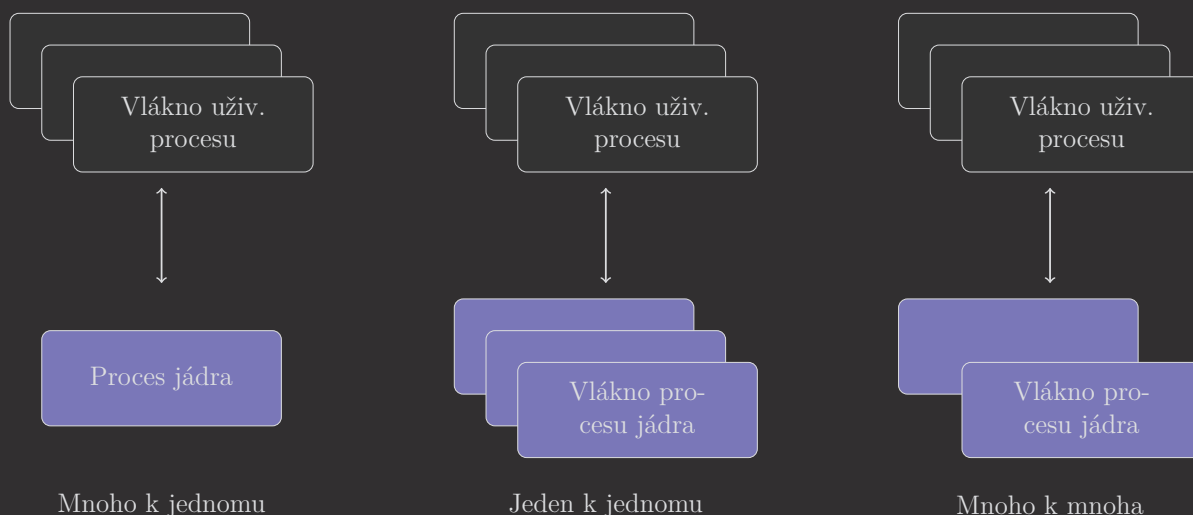 Vlákno uživ.
procesu
Vlákno uživ.
procesu
Vlákno uživ.
procesu
Proces jádra
Vlákno pro-
cesu jádra
Vlákno pro-
cesu jádra
Mnoho k jednomu
Jeden k jednomu
Mnoho k mnoha